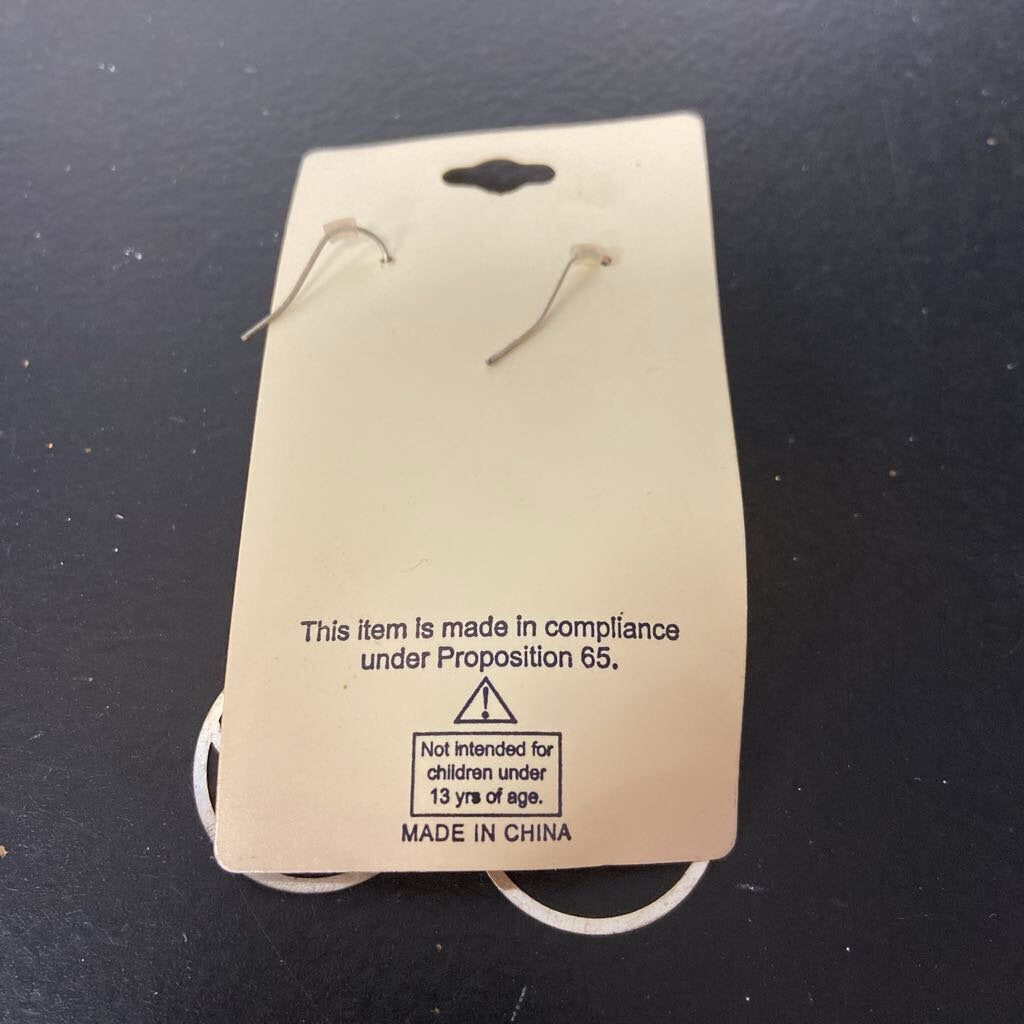 This item is made in compliance
under Proposition 65.
Not intended for
children under
13 yrs of age.
MADE IN CHINA